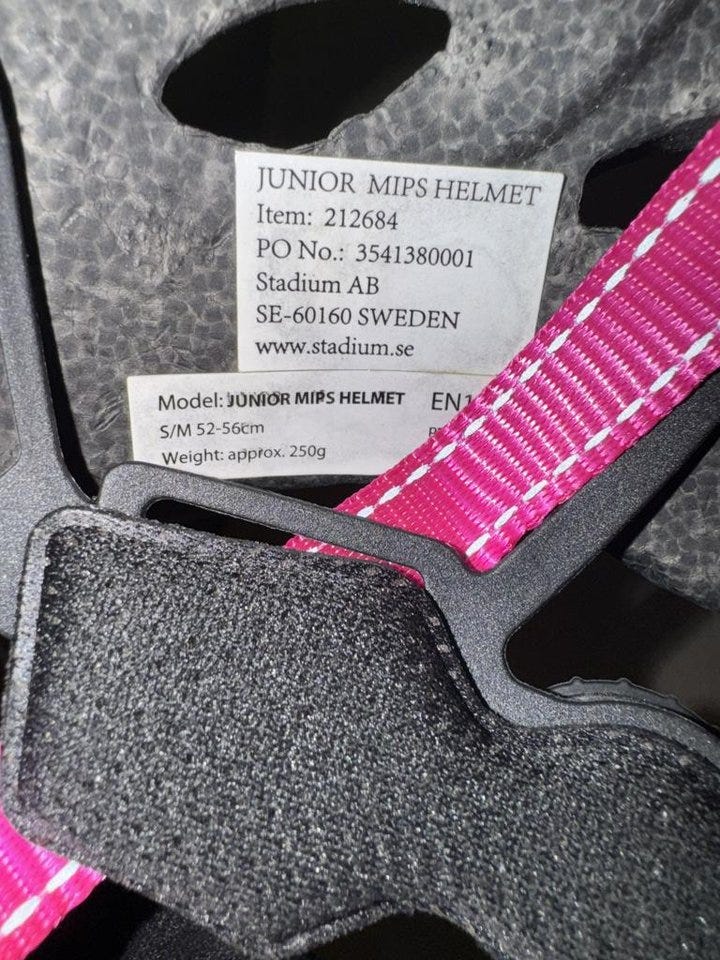 JUNIOR MIPS HELMET
Item: 212684
PO No.: 3541380001
Stadium AB
SE-60160 SWEDEN
www.stadium.se
Model: JUNIOR MIPS HELMET
S/M 52-56cm
Weight: approx. 250g